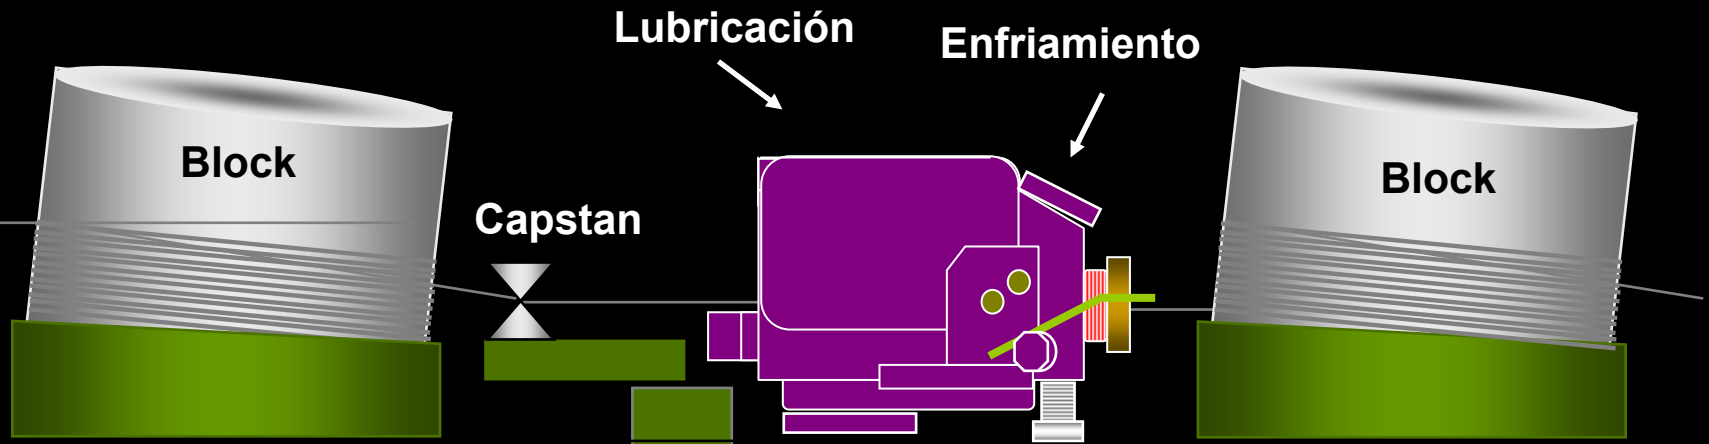 Lubricación
Enfriamiento
Block
Capstan
Block